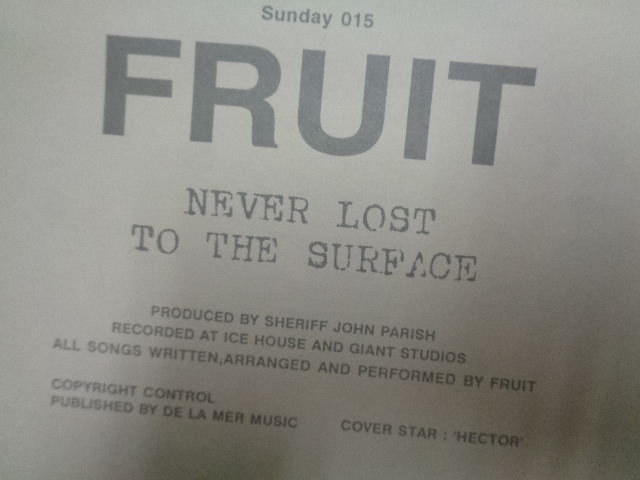 Sunday 015
FRUIT
NEVER LOST
TO THE SURFACE
PRODUCED BY SHERIFF JOHN PARISH
RECORDED AT ICE HOUSE AND GIANT STUDIOS
ALL SONGS WRITTEN,ARRANGED AND PERFORMED BY FRUIT
COPYRIGHT CONTROL
PUBLISHED BY DE LA MER MUSIC
COVER STAR : 'HECTOR'